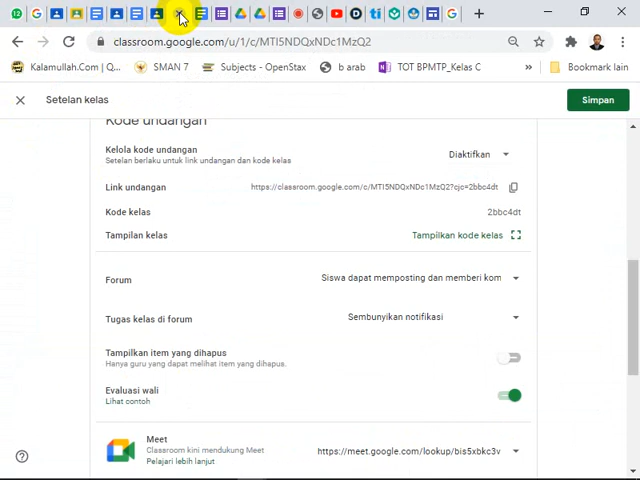 classroom.google.com/u/1/c/MTI5NDQxNDc1MzQ2
Kalamullah.Com | Q...
SMAN 7
Subjects - OpenStax
b arab
TOT BPMTP_Kelas C
»
Bookmark lain
Setelan kelas
Simpan
Kode undangan
Kelola kode undangan
Diaktifkan
Setelan berlaku untuk link undangan dan kode kelas
Link undangan
https://classroom.google.com/c/MTI5NDQxNDc1MzQ2?cjc=2bbc4dt
Kode kelas
2bbc4dt
Tampilan kelas
Tampilkan kode kelas
Forum
Siswa dapat memposting dan memberi kom
Tugas kelas di forum
Sembunyikan notifikasi
Tampilkan item yang dihapus
Hanya guru yang dapat melihat item yang dihapus.
Evaluasi wali
Lihat contoh
Meet
Classroom kini mendukung Meet
https://meet.google.com/lookup/bis5xbkc3v
Pelajari lebih lanjut